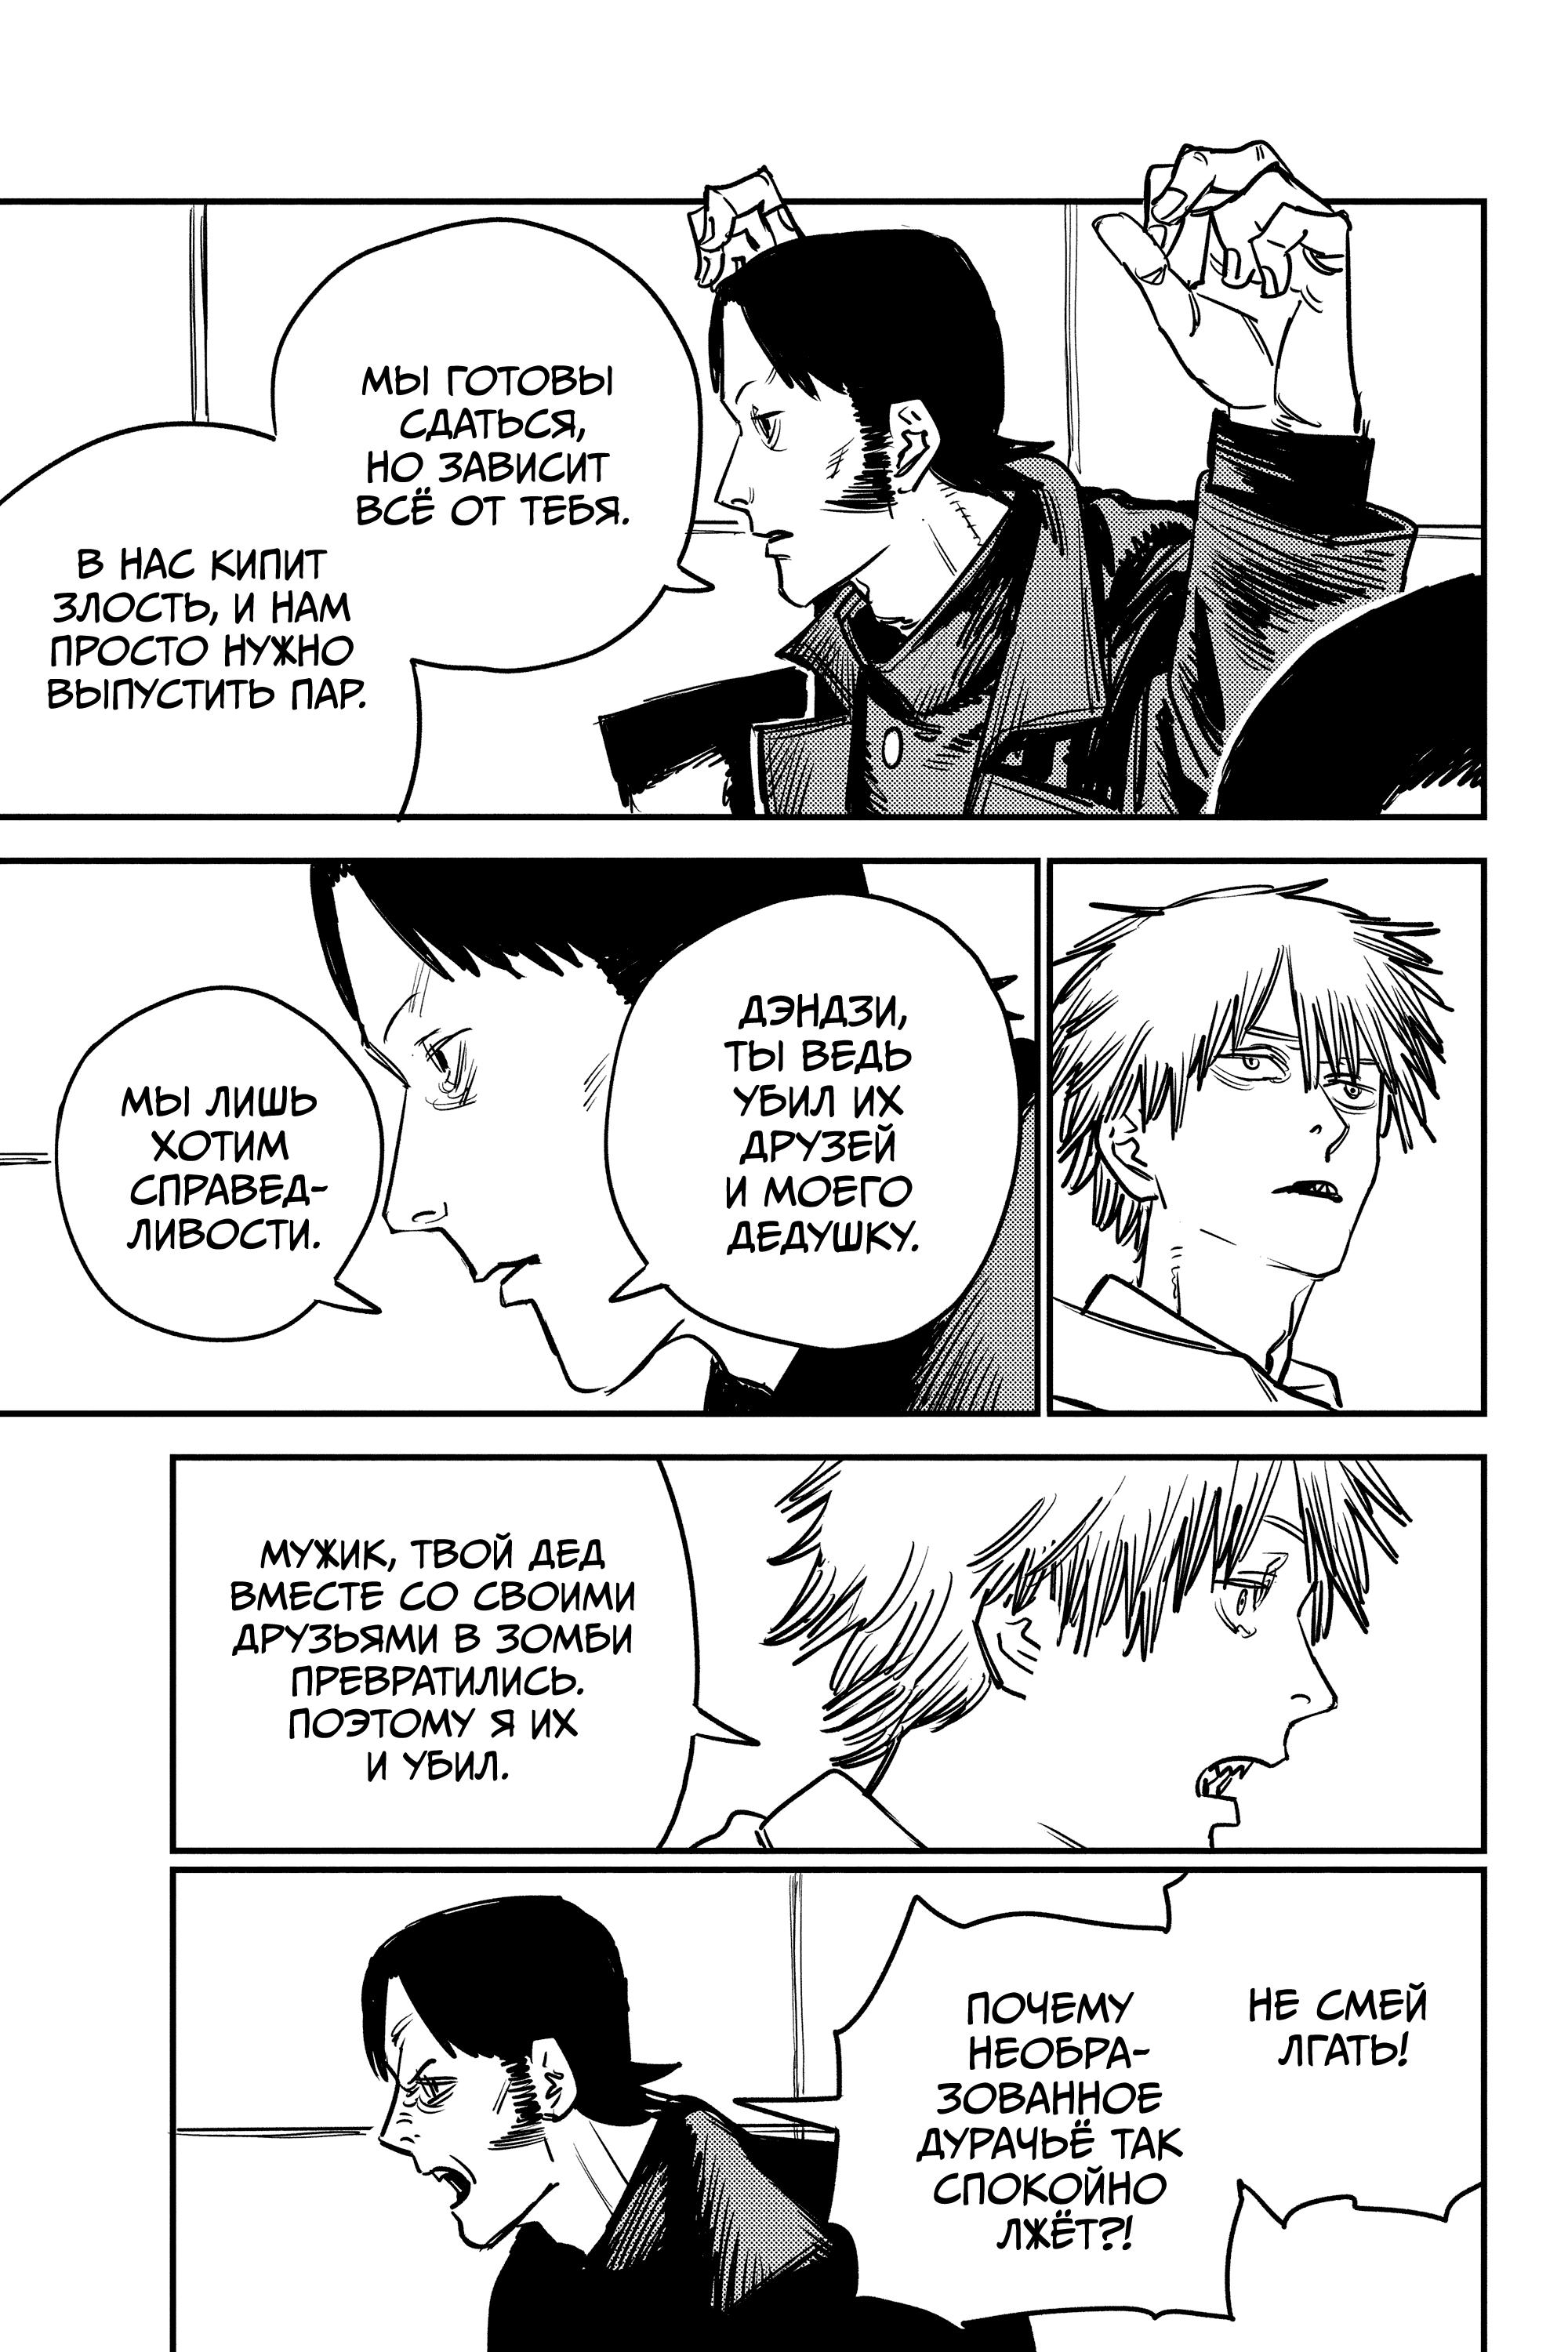 МЫ ГОТОВЫ
СДАТЬСЯ,
НО ЗАВИСИТ
ВСЁ ОТ ТЕБЯ.
В НАС КИПИТ
ЗЛОСТЬ, И НАМ
ПРОСТО НУЖНО
ВЫПУСТИТЬ ПАР.
ДЭНДЗИ,
ТЫ ВЕДЬ
УБИЛ ИХ
ДРУЗЕЙ
И МОЕГО
ДЕДУШКУ.
МЫ ЛИШЬ
ХОТИМ
СПРАВЕД-
ЛИВОСТИ.
МУЖИК, ТВОЙ ДЕД
ВМЕСТЕ СО СВОИМИ
ДРУЗЬЯМИ В ЗОМБИ
ПРЕВРАТИЛИСЬ.
ПОЭТОМУ Я ИХ
И УБИЛ.
НЕ СМЕЙ
ЛГАТЬ!
ПОЧЕМУ
НЕОБРА-
ЗОВАННОЕ
ДУРАЧЬЁ ТАК
СПОКОЙНО
ЛЖЁТ?!